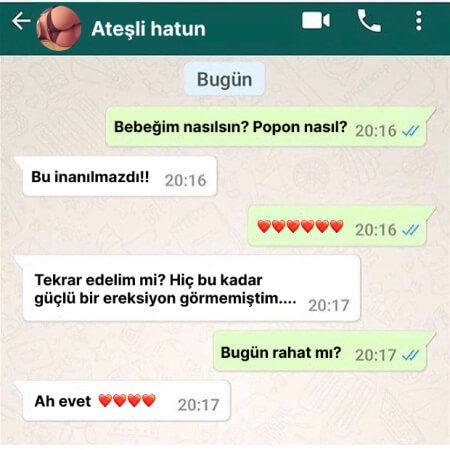 Ateşli hatun
Bugün
Bebeğim nasılsın? Popon nasıl? 20:16
Bu inanılmazdı!! 20:16
❤️❤️❤️❤️❤️❤️ 20:16
Tekrar edelim mi? Hiç bu kadar
güçlü bir ereksiyon görmemiştim.... 20:17
Bugün rahat mı? 20:17
Ah evet ❤️❤️❤️❤️ 20:17